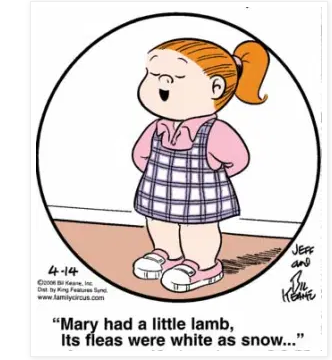 4-14
©2006 Bil Keane, Inc.
Dist. by King Features Synd.
www.familycircus.com
JEFF
and
BIL
KEANE
"Mary had a little lamb,
Its fleas were white as snow..."